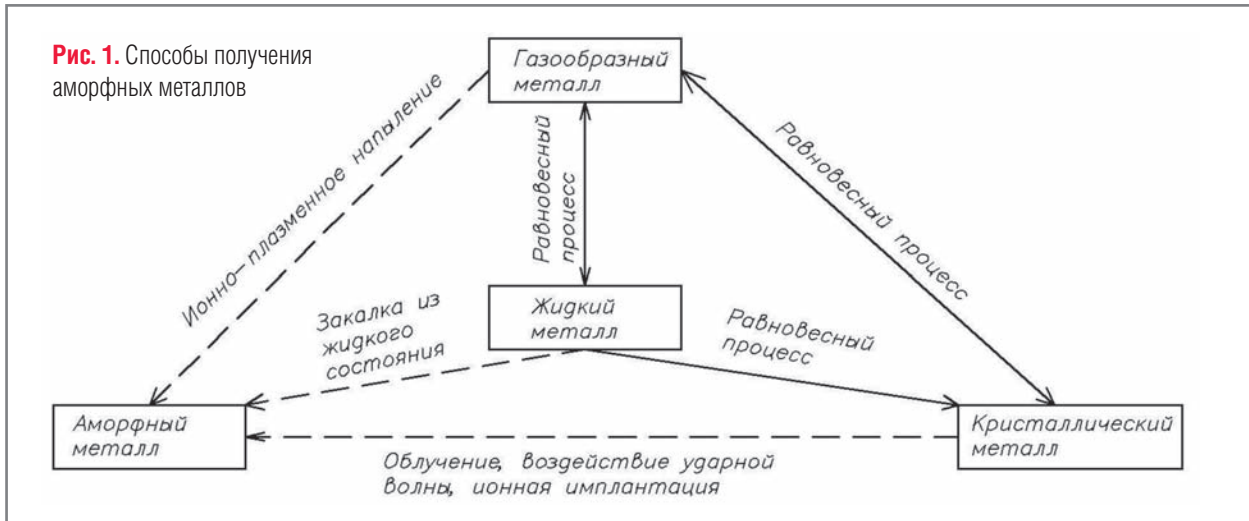 Рис. 1. Способы получения
аморфных металлов
Газообразный
металл
Ионно-плазменное напыление
Равновесный
процесс
Равновесный процесс
Закалка из
жидкого
состояния
Жидкий
металл
Равновесный
процесс
Аморфный
металл
Кристаллический
металл
Облучение, воздействие ударной
волны, ионная имплантация